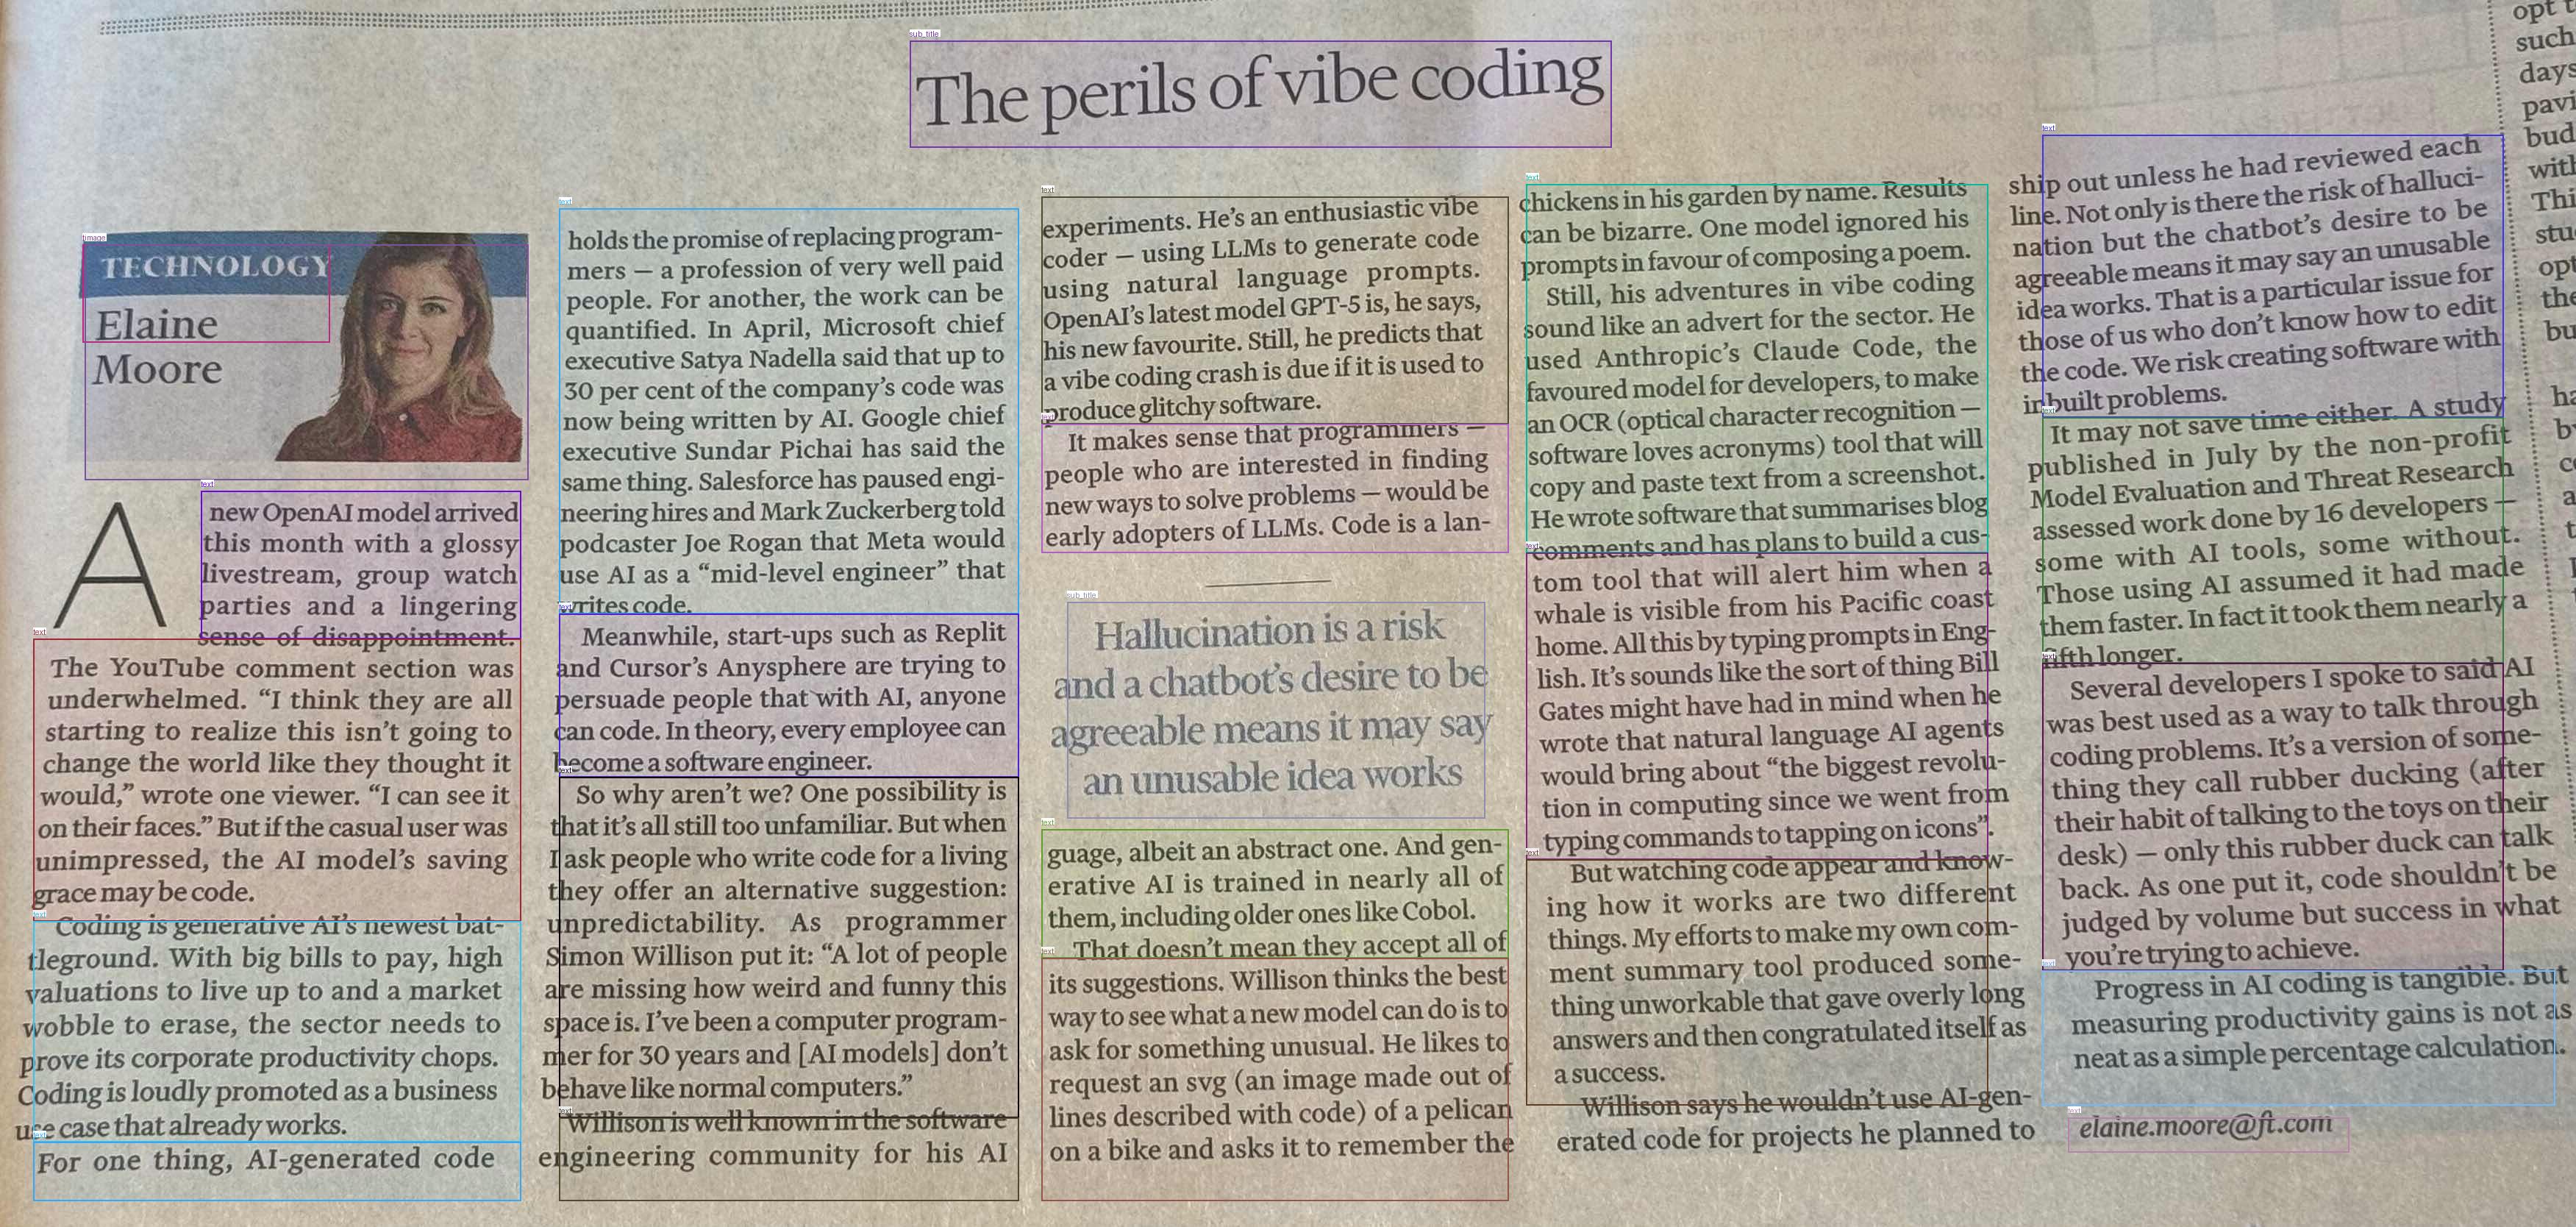 The perils of vibe coding
TECHNOLOGY
Elaine
Moore
A new OpenAI model arrived
this month with a glossy
livestream, group watch
parties and a lingering
sense of disappointment.
The YouTube comment section was
underwhelmed. “I think they are all
starting to realize this isn’t going to
change the world like they thought it
would,” wrote one viewer. “I can see it
on their faces.” But if the casual user was
unimpressed, the AI model’s saving
grace may be code.
Coding is generative AI’s newest bat-
tleground. With big bills to pay, high
valuations to live up to and a market
wobble to erase, the sector needs to
prove its corporate productivity chops.
Coding is loudly promoted as a business
use case that already works.
For one thing, AI-generated code
holds the promise of replacing program-
mers — a profession of very well paid
people. For another, the work can be
quantified. In April, Microsoft chief
executive Satya Nadella said that up to
30 per cent of the company’s code was
now being written by AI. Google chief
executive Sundar Pichai has said the
same thing. Salesforce has paused engi-
neering hires and Mark Zuckerberg told
podcaster Joe Rogan that Meta would
use AI as a “mid-level engineer” that
writes code.
Meanwhile, start-ups such as Replit
and Cursor’s Anysphere are trying to
persuade people that with AI, anyone
can code. In theory, every employee can
become a software engineer.
So why aren’t we? One possibility is
that it’s all still too unfamiliar. But when
I ask people who write code for a living
they offer an alternative suggestion:
unpredictability. As programmer
Simon Willison put it: “A lot of people
are missing how weird and funny this
space is. I’ve been a computer program-
mer for 30 years and [AI models] don’t
behave like normal computers.”
Willison is well known in the software
engineering community for his AI
experiments. He’s an enthusiastic vibe
coder — using LLMs to generate code
using natural language prompts.
OpenAI’s latest model GPT-5 is, he says,
his new favourite. Still, he predicts that
a vibe coding crash is due if it is used to
produce glitchy software.
It makes sense that programmers —
people who are interested in finding
new ways to solve problems — would be
early adopters of LLMs. Code is a lan-
Hallucination is a risk
and a chatbot’s desire to be
agreeable means it may say
an unusable idea works
guage, albeit an abstract one. And gen-
erative AI is trained in nearly all of
them, including older ones like Cobol.
That doesn’t mean they accept all of
its suggestions. Willison thinks the best
way to see what a new model can do is to
ask for something unusual. He likes to
request an svg (an image made out of
lines described with code) of a pelican
on a bike and asks it to remember the
chickens in his garden by name. Results
can be bizarre. One model ignored his
prompts in favour of composing a poem.
Still, his adventures in vibe coding
sound like an advert for the sector. He
used Anthropic’s Claude Code, the
favoured model for developers, to make
an OCR (optical character recognition —
software loves acronyms) tool that will
copy and paste text from a screenshot.
He wrote software that summarises blog
comments and has plans to build a cus-
tom tool that will alert him when a
whale is visible from his Pacific coast
home. All this by typing prompts in Eng-
lish. It’s sounds like the sort of thing Bill
Gates might have had in mind when he
wrote that natural language AI agents
would bring about “the biggest revolu-
tion in computing since we went from
typing commands to tapping on icons”.
But watching code appear and know-
ing how it works are two different
things. My efforts to make my own com-
ment summary tool produced some-
thing unworkable that gave overly long
answers and then congratulated itself as
a success.
Willison says he wouldn’t use AI-gen-
erated code for projects he planned to
ship out unless he had reviewed each
line. Not only is there the risk of halluci-
nation but the chatbot’s desire to be
agreeable means it may say an unusable
idea works. That is a particular issue for
those of us who don’t know how to edit
the code. We risk creating software with
inbuilt problems.
It may not save time either. A study
published in July by the non-profit
Model Evaluation and Threat Research
assessed work done by 16 developers —
some with AI tools, some without.
Those using AI assumed it had made
them faster. In fact it took them nearly a
fifth longer.
Several developers I spoke to said AI
was best used as a way to talk through
coding problems. It’s a version of some-
thing they call rubber ducking (after
their habit of talking to the toys on their
desk) — only this rubber duck can talk
back. As one put it, code shouldn’t be
judged by volume but success in what
you’re trying to achieve.
Progress in AI coding is tangible. But
measuring productivity gains is not as
neat as a simple percentage calculation.
elaine.moore@ft.com